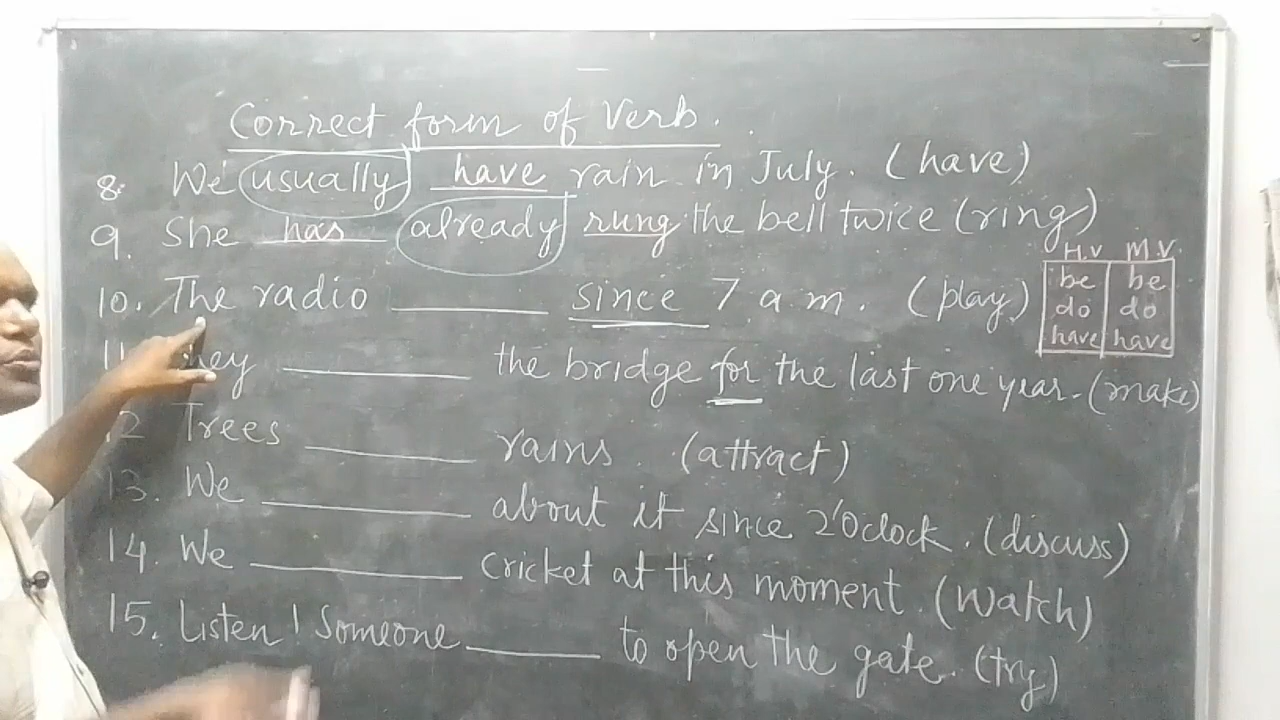 Correct form of Verb.
8. We usually have rain in July. (have)
9. She has already rung the bell twice (ring)
10. The radio ______ since 7 a.m. (play)
H.V M.V.
be be
do do
have have
11 hey ______ the bridge for the last one year. (make)
12 Trees ______ rains. (attract)
13. We ______ about it since 2'Oclock. (discuss)
14. We ______ cricket at this moment. (Watch)
15. Listen! Someone ______ to open the gate. (try)